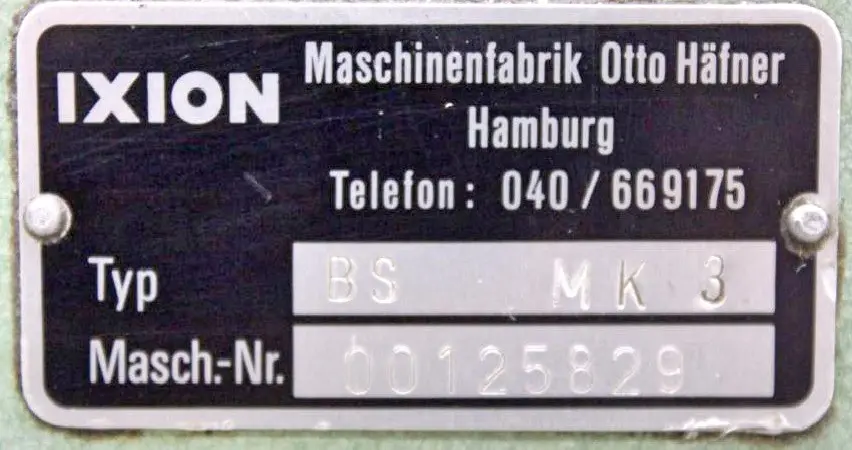 IXION
Maschinenfabrik Otto Häfner
Hamburg
Telefon: 040/669175
Typ BS MK 3
Masch.-Nr. 00125829